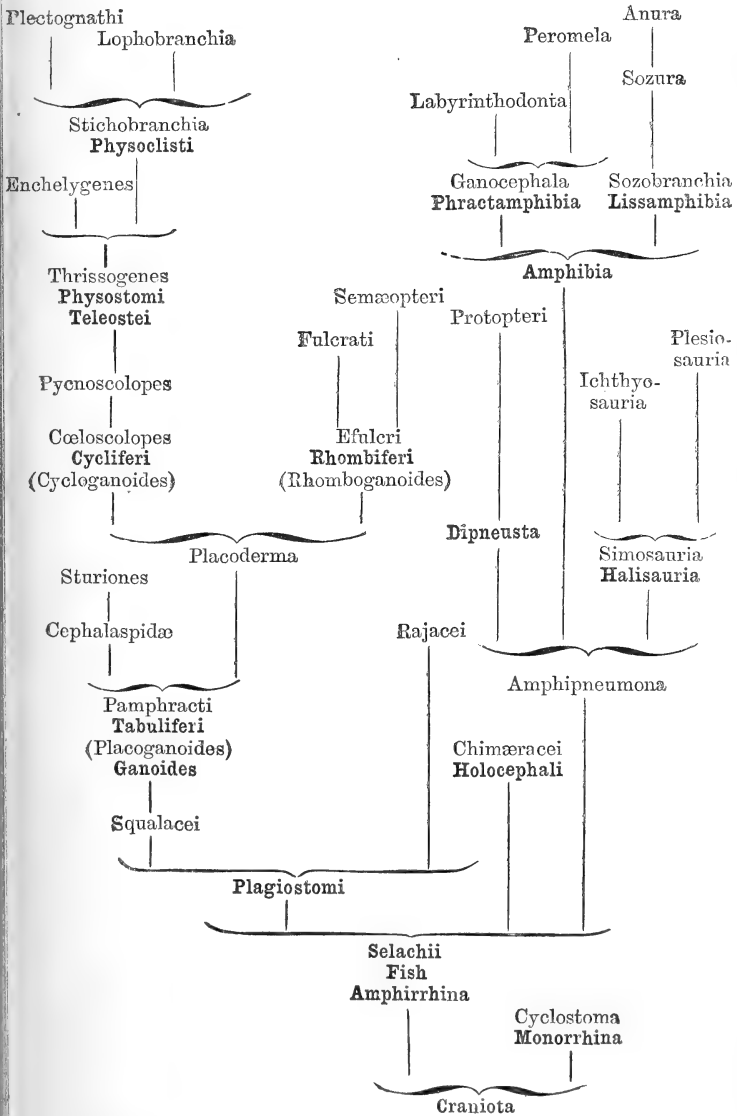 Plectognathi
Lophobranchia
Stichobranchia
Physoclisti
Enchelygenes
Thrissogenes
Physostomi
Teleostei
Pycnoscolopes
Cœloscolopes
Cycliferi
(Cycloganoides)
Semæopteri
Fulcrati
Efulcri
Rhombiferi
(Rhomboganoides)
Placoderma
Sturiones
Cephalaspidæ
Pamphracti
Tabuliferi
(Placoganoides)
Ganoides
Squalacei
Rajacei
Plagiostomi
Anura
Peromela
Sozura
Labyrinthodonta
Ganocephala
Phractamphibia
Sozobranchia
Lissamphibia
Amphibia
Protopteri
Plesio-
sauria
Ichthyo-
sauria
Dipneusta
Simosauria
Halisauria
Amphipneumona
Chimæracei
Holocephali
Selachii
Fish
Amphirrhina
Cyclostoma
Monorrhina
Craniota